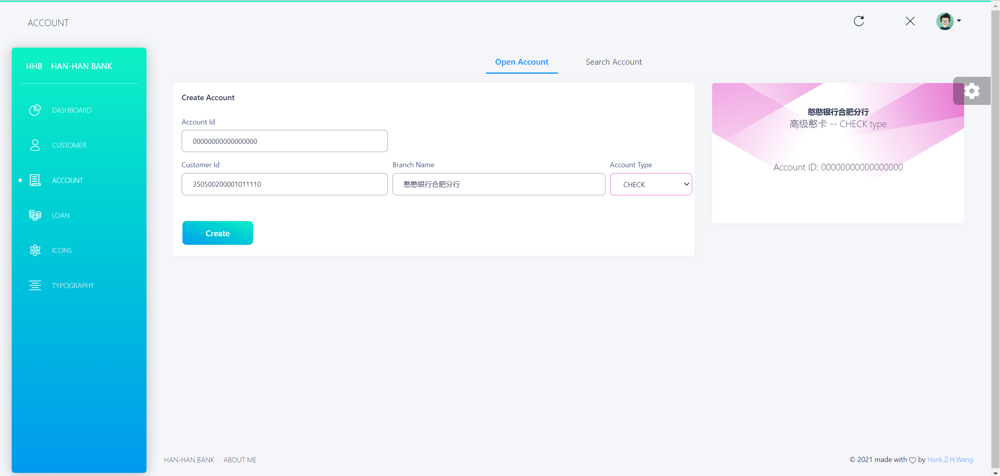 ACCOUNT
HHB HAN-HAN BANK
DASHBOARD
CUSTOMER
ACCOUNT
LOAN
ICONS
TYPOGRAPHY
Open Account
Search Account
Create Account
Account Id
00000000000000000
Customer Id
Branch Name
Account Type
350500200001011110
憨憨银行合肥分行
CHECK
Create
憨憨银行合肥分行
高级憨卡 -- CHECK type
Account ID: 00000000000000000
HAN-HAN BANK
ABOUT ME
© 2021 made with ♡ by Hank.Z.H.Wang